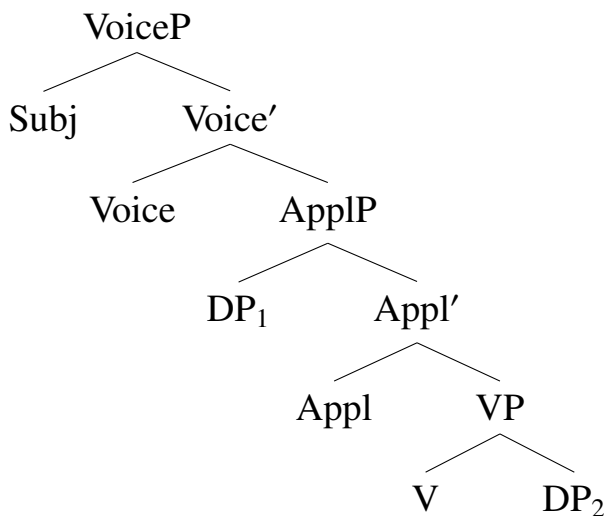 VoiceP
Subj Voice′
Voice ApplP
DP₁ Appl′
Appl VP
V DP₂